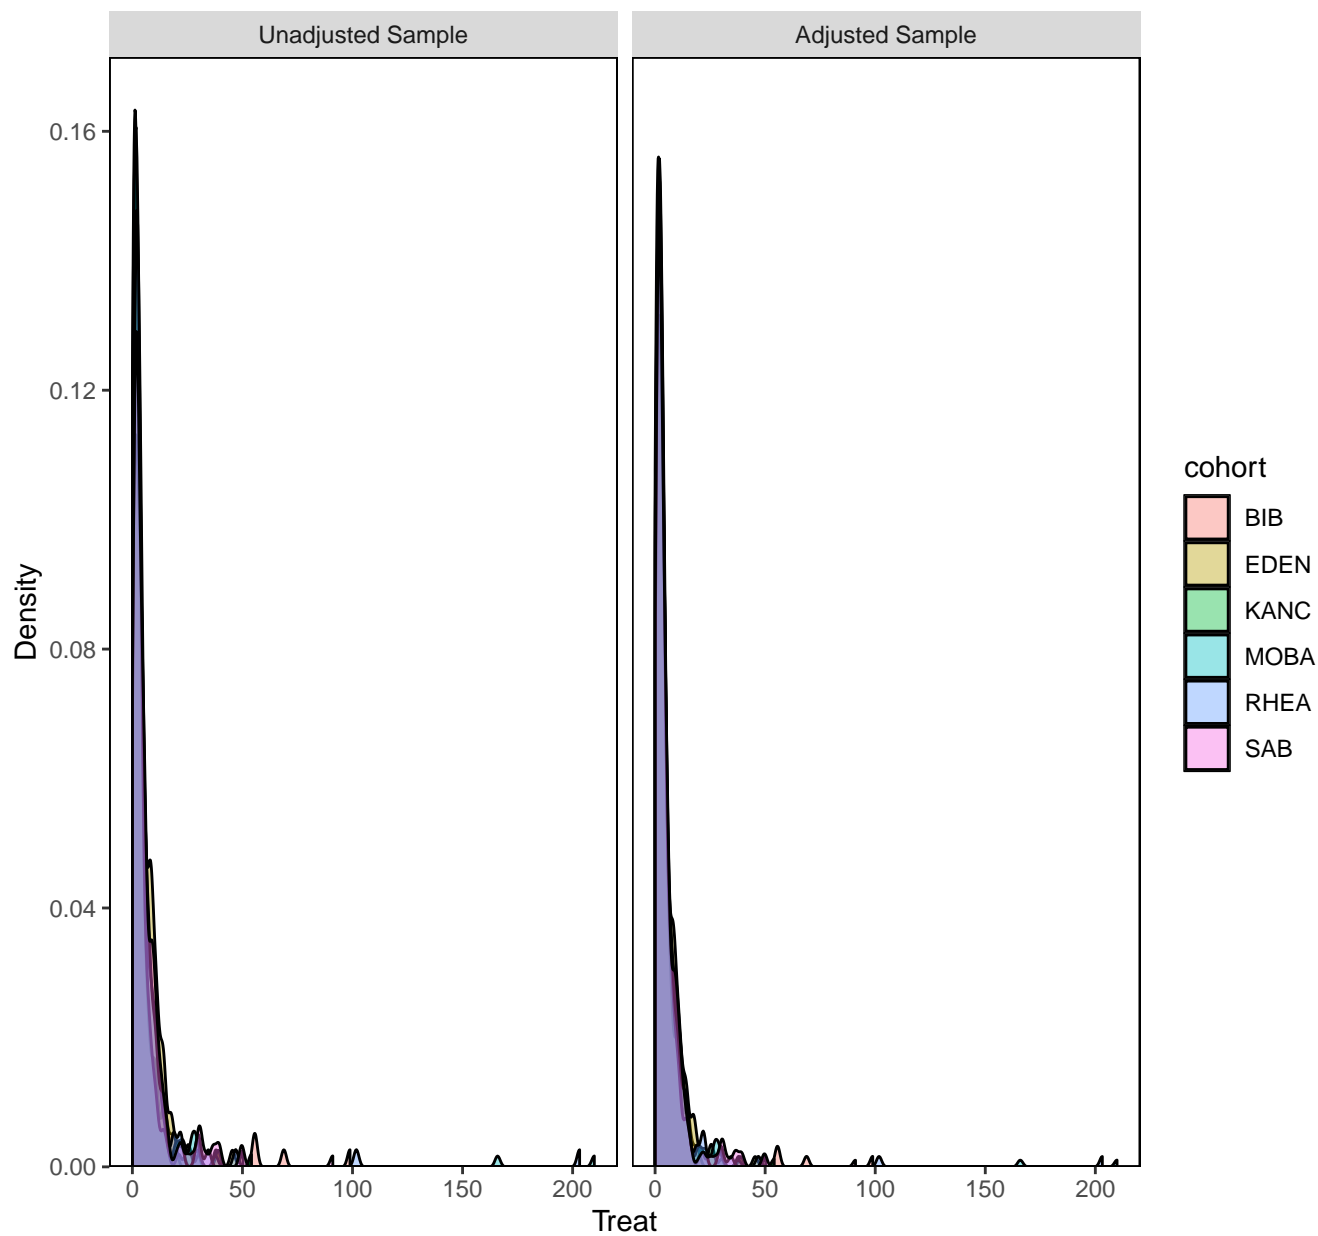 Unadjusted Sample
Adjusted Sample
0.16
0.12
0.08
0.04
0.00
Density
0 50 100 150 200
0 50 100 150 200
Treat
cohort
BIB
EDEN
KANC
MOBA
RHEA
SAB